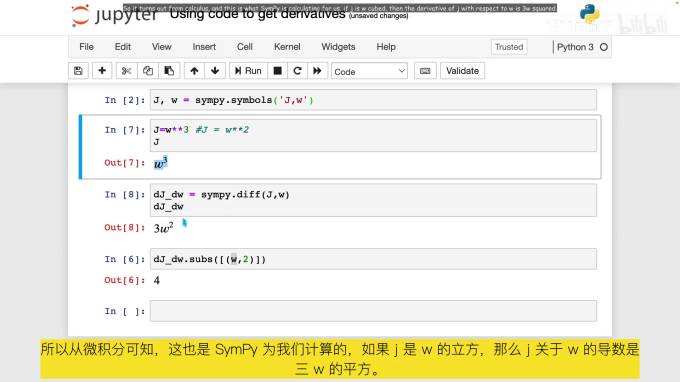 So it turns out from calculus, and this is what SymPy is calculating for us, if j is w cubed, then the derivative of j with respect to w is 3w squared
jupyter Using code to get derivatives (unsaved changes)
bilibili
File Edit View Insert Cell Kernel Widgets Help Trusted Python 3
Run Code Validate
In [2]: J, w = sympy.symbols('J,w')
In [7]: J=w**3 #J = w**2
J
Out[7]: w³
In [8]: dJ_dw = sympy.diff(J,w)
dJ_dw
Out[8]: 3w²
In [6]: dJ_dw.subs([(w,2)])
Out[6]: 4
In [ ]:
所以从微积分可知，这也是 SymPy 为我们计算的，如果 j 是 w 的立方，那么 j 关于 w 的导数是
三 w 的平方。